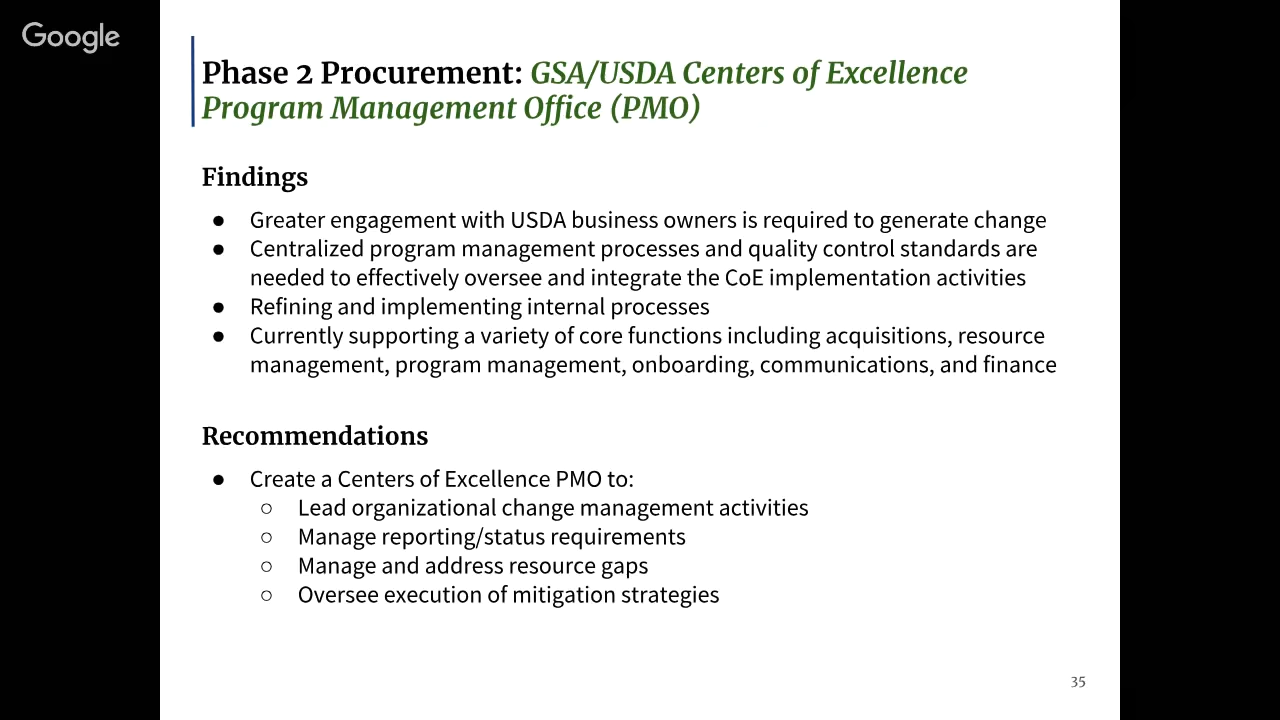 Google
Phase 2 Procurement: GSA/USDA Centers of Excellence
Program Management Office (PMO)
Findings
● Greater engagement with USDA business owners is required to generate change
● Centralized program management processes and quality control standards are
needed to effectively oversee and integrate the CoE implementation activities
● Refining and implementing internal processes
● Currently supporting a variety of core functions including acquisitions, resource
management, program management, onboarding, communications, and finance
Recommendations
● Create a Centers of Excellence PMO to:
○ Lead organizational change management activities
○ Manage reporting/status requirements
○ Manage and address resource gaps
○ Oversee execution of mitigation strategies
35